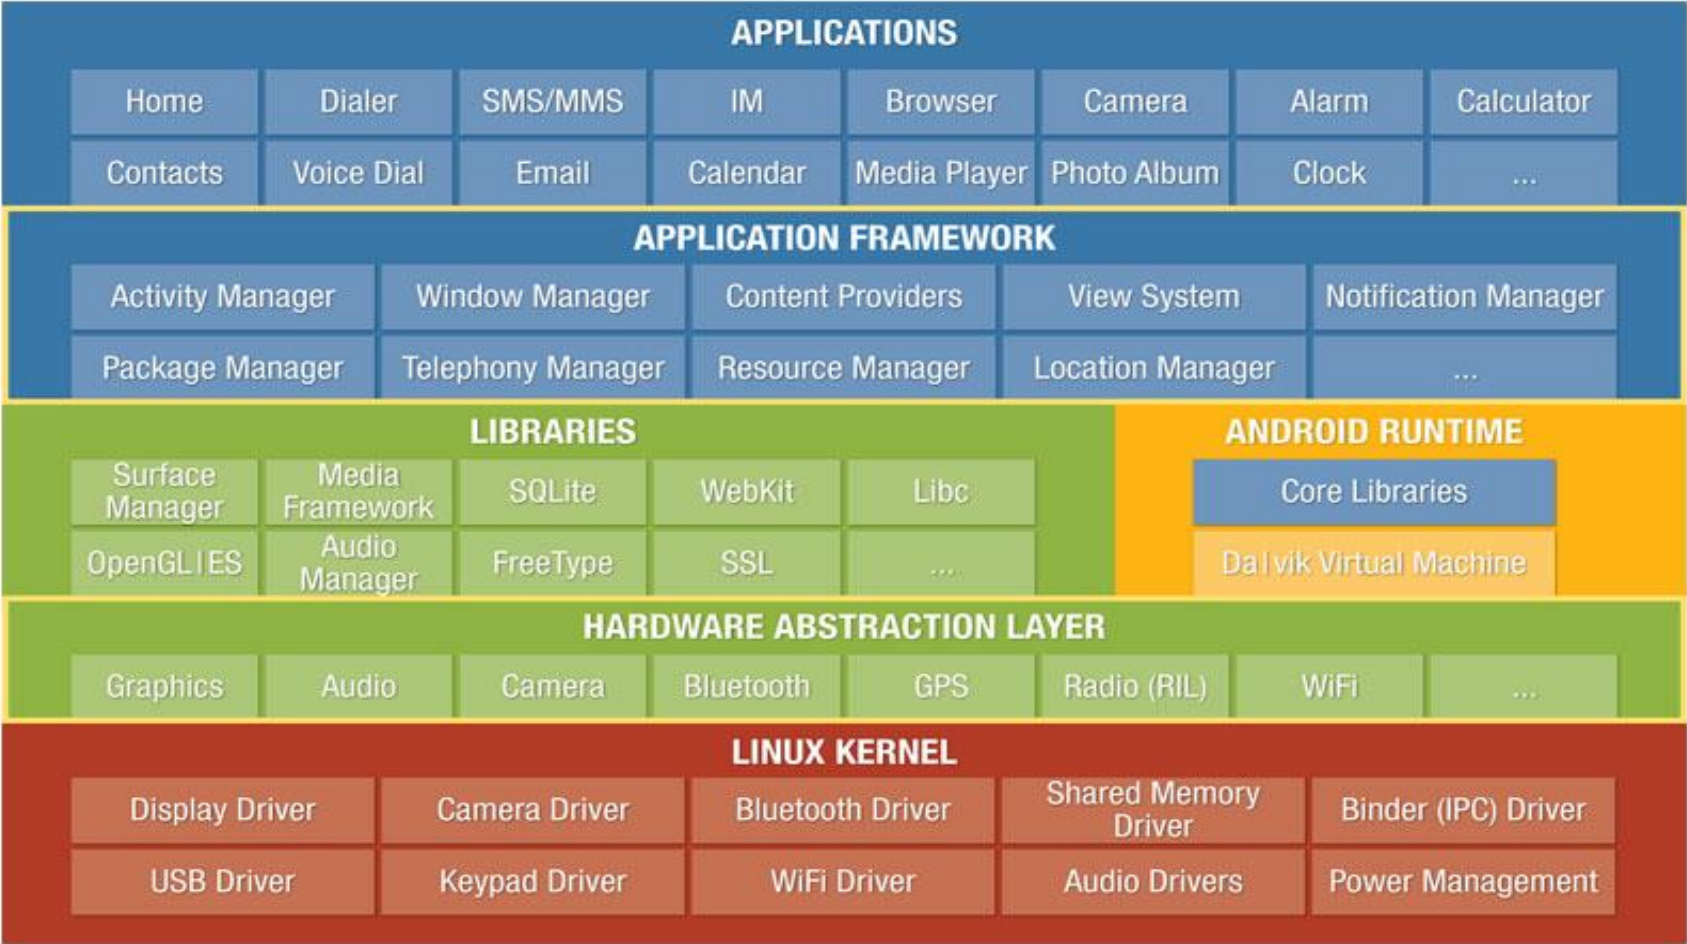 APPLICATIONS
Home Dialer SMS/MMS IM Browser Camera Alarm Calculator
Contacts Voice Dial Email Calendar Media Player Photo Album Clock ...
APPLICATION FRAMEWORK
Activity Manager Window Manager Content Providers View System Notification Manager
Package Manager Telephony Manager Resource Manager Location Manager ...
LIBRARIES
Surface
Manager
Media
Framework
SQLite
WebKit
Libc
OpenGL|ES
Audio
Manager
FreeType
SSL
...
ANDROID RUNTIME
Core Libraries
Dalvik Virtual Machine
HARDWARE ABSTRACTION LAYER
Graphics Audio Camera Bluetooth GPS Radio (RIL) WiFi ...
LINUX KERNEL
Display Driver
Camera Driver
Bluetooth Driver
Shared Memory
Driver
Binder (IPC) Driver
USB Driver Keypad Driver WiFi Driver Audio Drivers Power Management